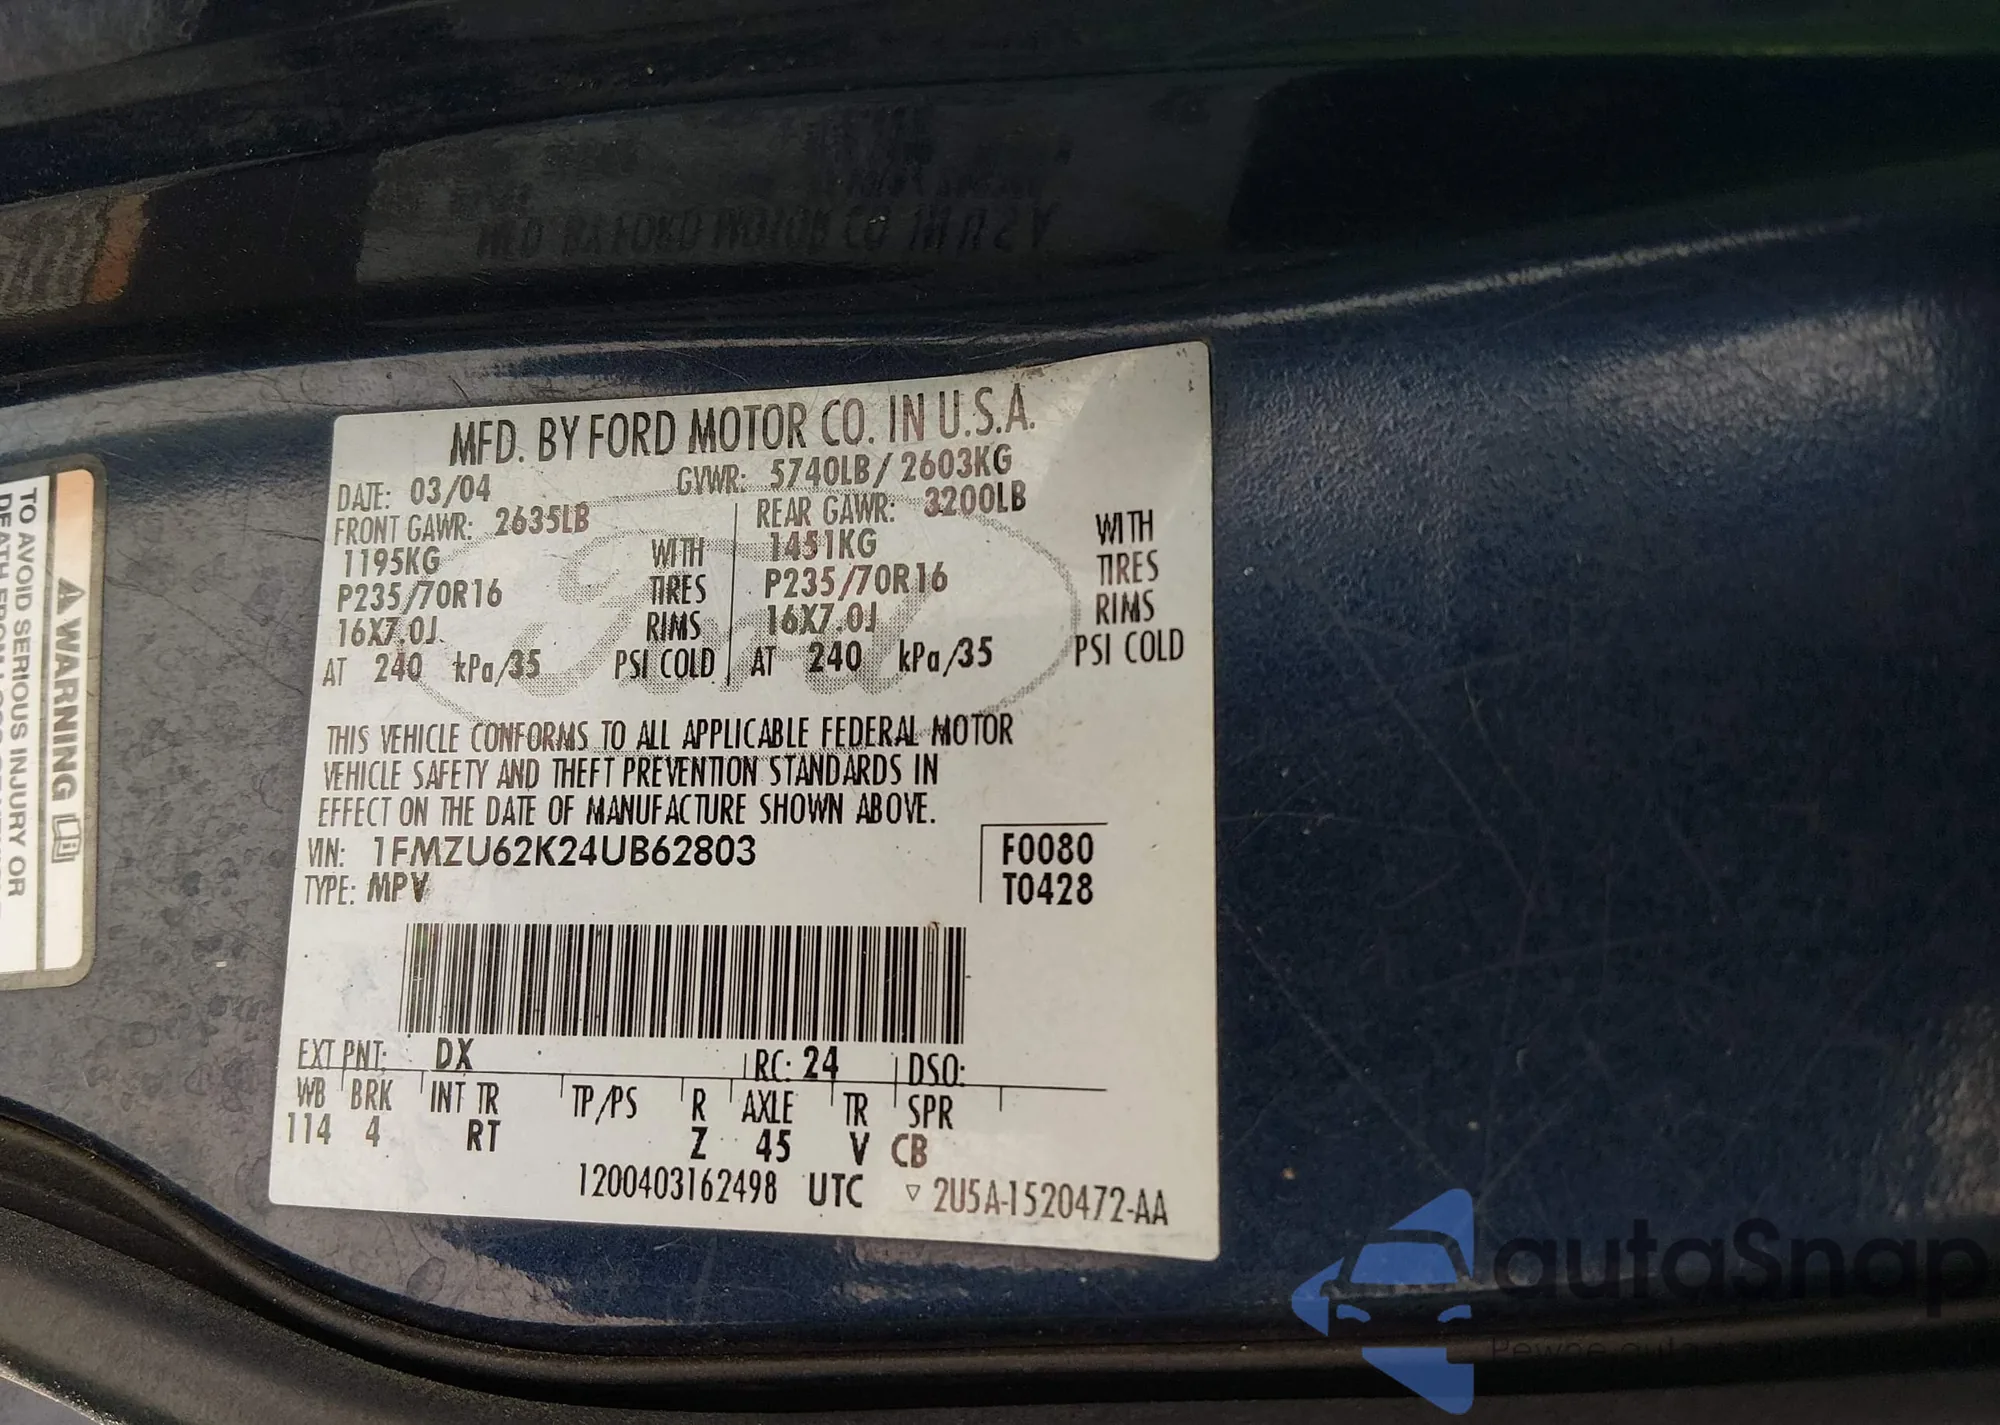 MFD. BY FORD MOTOR CO. IN U.S.A.
DATE: 03/04 GVWR: 5740LB / 2603KG
FRONT GAWR: 2635LB REAR GAWR: 3200LB
1195KG WITH 1451KG WITH
P235/70R16 TIRES P235/70R16 TIRES
16X7.0J RIMS 16X7.0J RIMS
AT 240 kPa/35 PSI COLD AT 240 kPa/35 PSI COLD
Ford
THIS VEHICLE CONFORMS TO ALL APPLICABLE FEDERAL MOTOR
VEHICLE SAFETY AND THEFT PREVENTION STANDARDS IN
EFFECT ON THE DATE OF MANUFACTURE SHOWN ABOVE.
VIN: 1FMZU62K24UB62803 F0080
TYPE: MPV T0428
EXT PNT: DX RC: 24 DSO:
WB BRK INT TR TP/PS R AXLE TR SPR
114 4 RT Z 45 V CB
1200403162498 UTC ▽ 2U5A-1520472-AA
⚠ WARNING
TO AVOID SERIOUS INJURY OR
DEATH FROM
autaSnap
Pewne auta